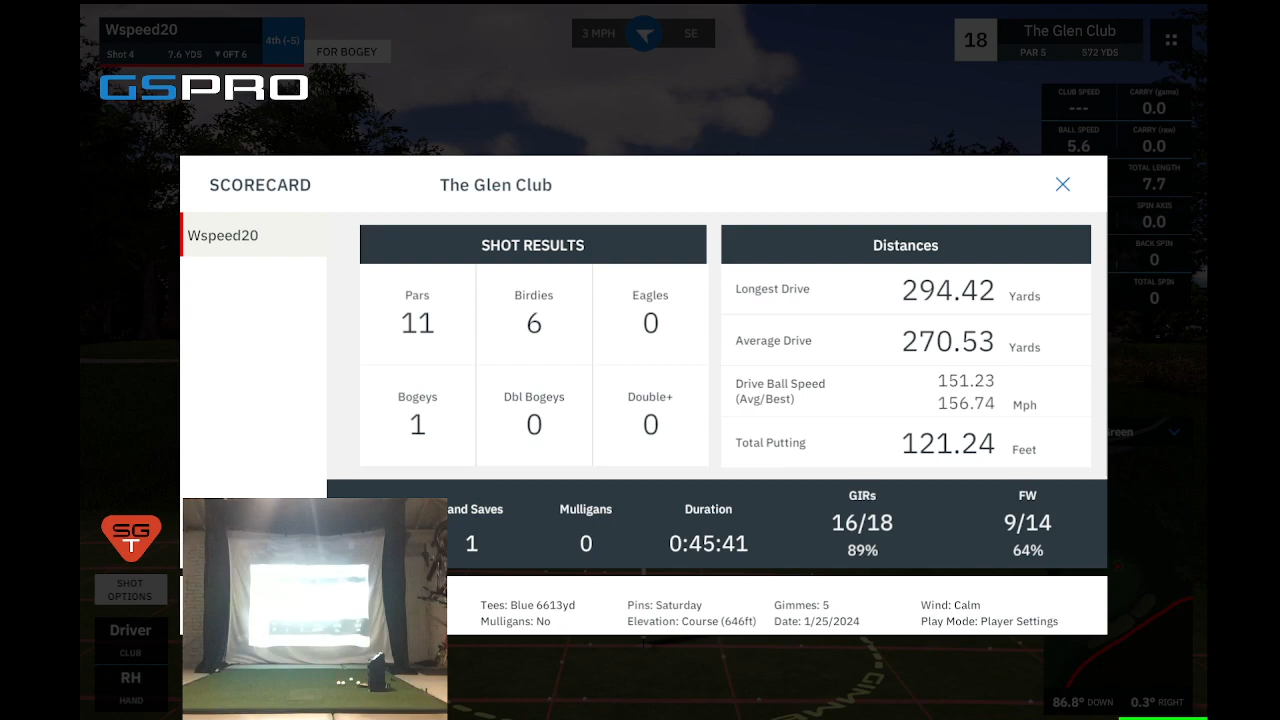 Wspeed20
Shot 4 7.6 YDS ▼0FT 6
4th (-5)
FOR BOGEY
3 MPH SE
18
The Glen Club
PAR 5 572 YDS
GSPRO
CLUB SPEED
---
CARRY (game)
0.0
BALL SPEED
5.6
CARRY (raw)
0.0
TOTAL LENGTH
7.7
SPIN AXIS
0.0
BACK SPIN
0
TOTAL SPIN
0
SCORECARD
The Glen Club
Wspeed20
SHOT RESULTS
Pars
11
Birdies
6
Eagles
0
Bogeys
1
Dbl Bogeys
0
Double+
0
Distances
Longest Drive 294.42 Yards
Average Drive 270.53 Yards
Drive Ball Speed
(Avg/Best)
151.23
156.74 Mph
Total Putting 121.24 Feet
and Saves
1
Mulligans
0
Duration
0:45:41
GIRs
16/18
89%
FW
9/14
64%
Tees: Blue 6613yd
Mulligans: No
Pins: Saturday
Elevation: Course (646ft)
Gimmes: 5
Date: 1/25/2024
Wind: Calm
Play Mode: Player Settings
SG
T
SHOT
OPTIONS
Driver
CLUB
RH
HAND
reen
GIMME
86.8° DOWN 0.3° RIGHT